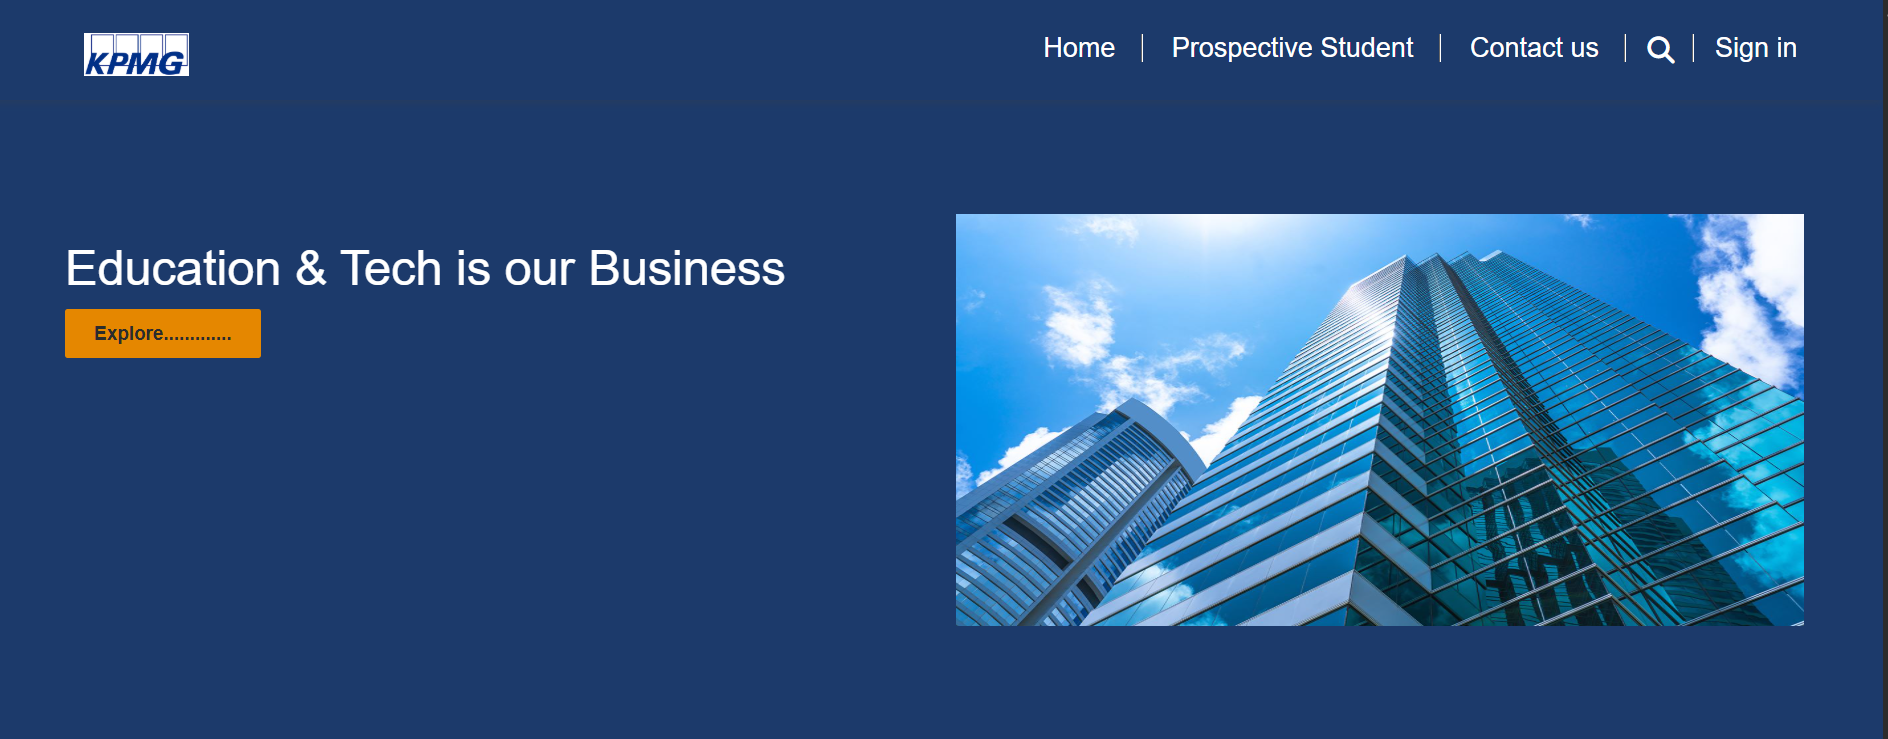 KPMG
Home
Prospective Student
Contact us
Sign in
Education & Tech is our Business
Explore.............